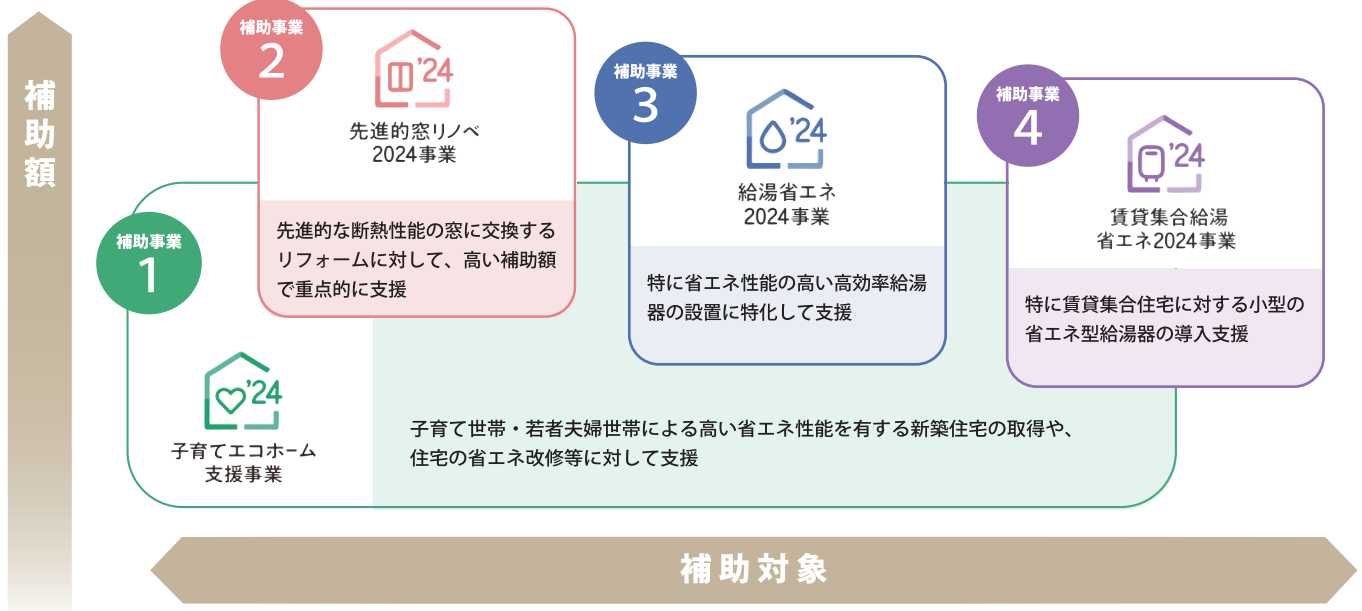 補助額
補助事業
1
’24
子育てエコホーム
支援事業
子育て世帯・若者夫婦世帯による高い省エネ性能を有する新築住宅の取得や、
住宅の省エネ改修等に対して支援
補助事業
2
’24
先進的窓リノベ
2024事業
先進的な断熱性能の窓に交換する
リフォームに対して、高い補助額
で重点的に支援
補助事業
3
’24
給湯省エネ
2024事業
特に省エネ性能の高い高効率給湯
器の設置に特化して支援
補助事業
4
’24
賃貸集合給湯
省エネ2024事業
特に賃貸集合住宅に対する小型の
省エネ型給湯器の導入支援
補助対象